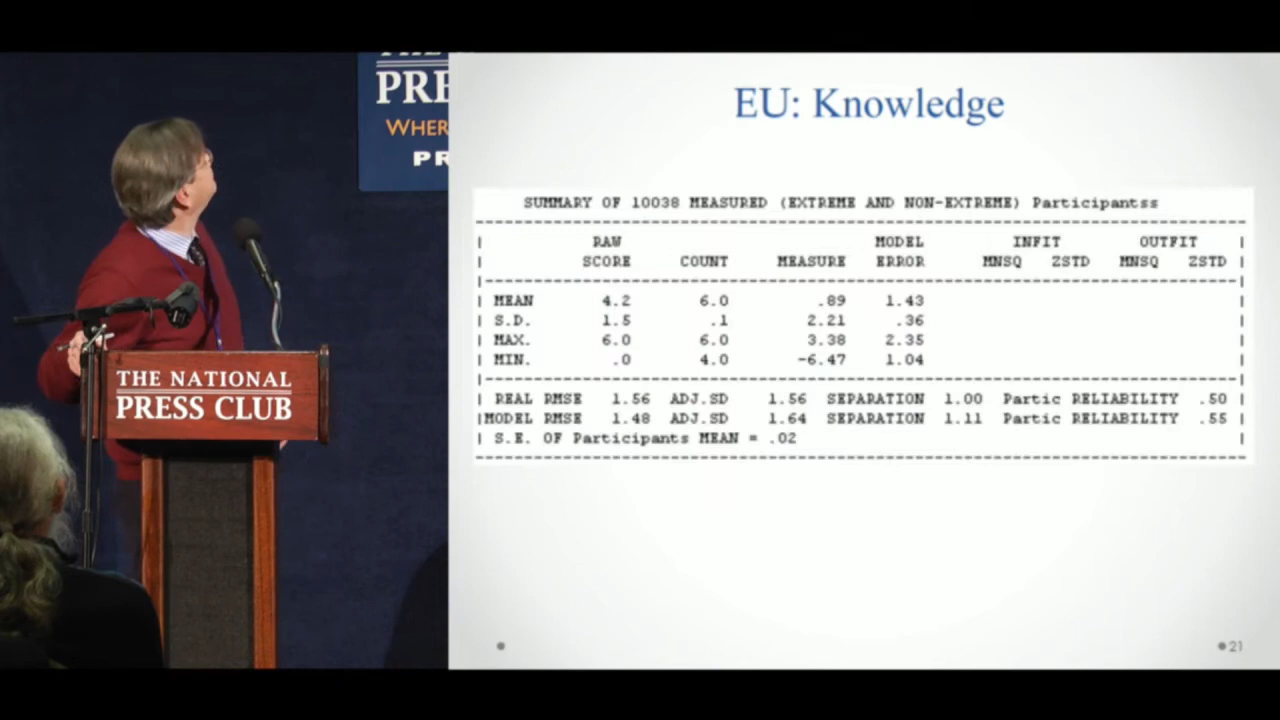 PRE
WHER
PR
THE NATIONAL
PRESS CLUB
EU: Knowledge
SUMMARY OF 10038 MEASURED (EXTREME AND NON-EXTREME) Participantss
RAW MODEL INFIT OUTFIT
SCORE COUNT MEASURE ERROR MNSQ ZSTD MNSQ ZSTD
MEAN 4.2 6.0 .89 1.43
S.D. 1.5 .1 2.21 .36
MAX. 6.0 6.0 3.38 2.35
MIN. .0 4.0 -6.47 1.04
REAL RMSE 1.56 ADJ.SD 1.56 SEPARATION 1.00 Partic RELIABILITY .50
MODEL RMSE 1.48 ADJ.SD 1.64 SEPARATION 1.11 Partic RELIABILITY .55
S.E. OF Participants MEAN = .02
21